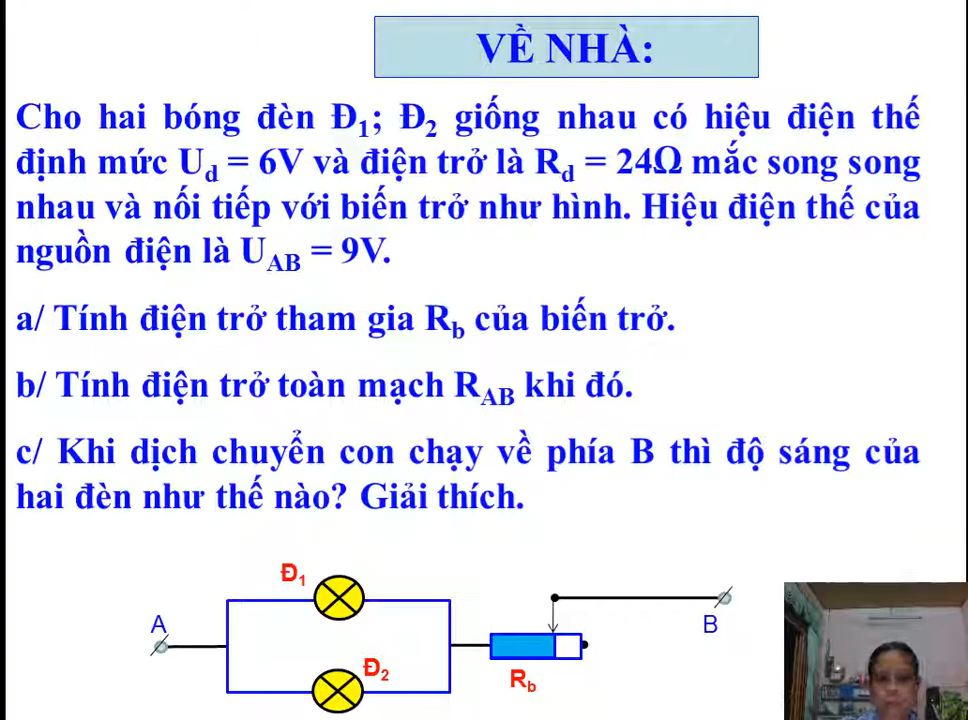 VỀ NHÀ:
Cho hai bóng đèn Đ₁; Đ₂ giống nhau có hiệu điện thế
định mức U_d = 6V và điện trở là R_d = 24Ω mắc song song
nhau và nối tiếp với biến trở như hình. Hiệu điện thế của
nguồn điện là U_AB = 9V.
a/ Tính điện trở tham gia R_b của biến trở.
b/ Tính điện trở toàn mạch R_AB khi đó.
c/ Khi dịch chuyển con chạy về phía B thì độ sáng của
hai đèn như thế nào? Giải thích.
Đ₁
A
B
Đ₂
R_b